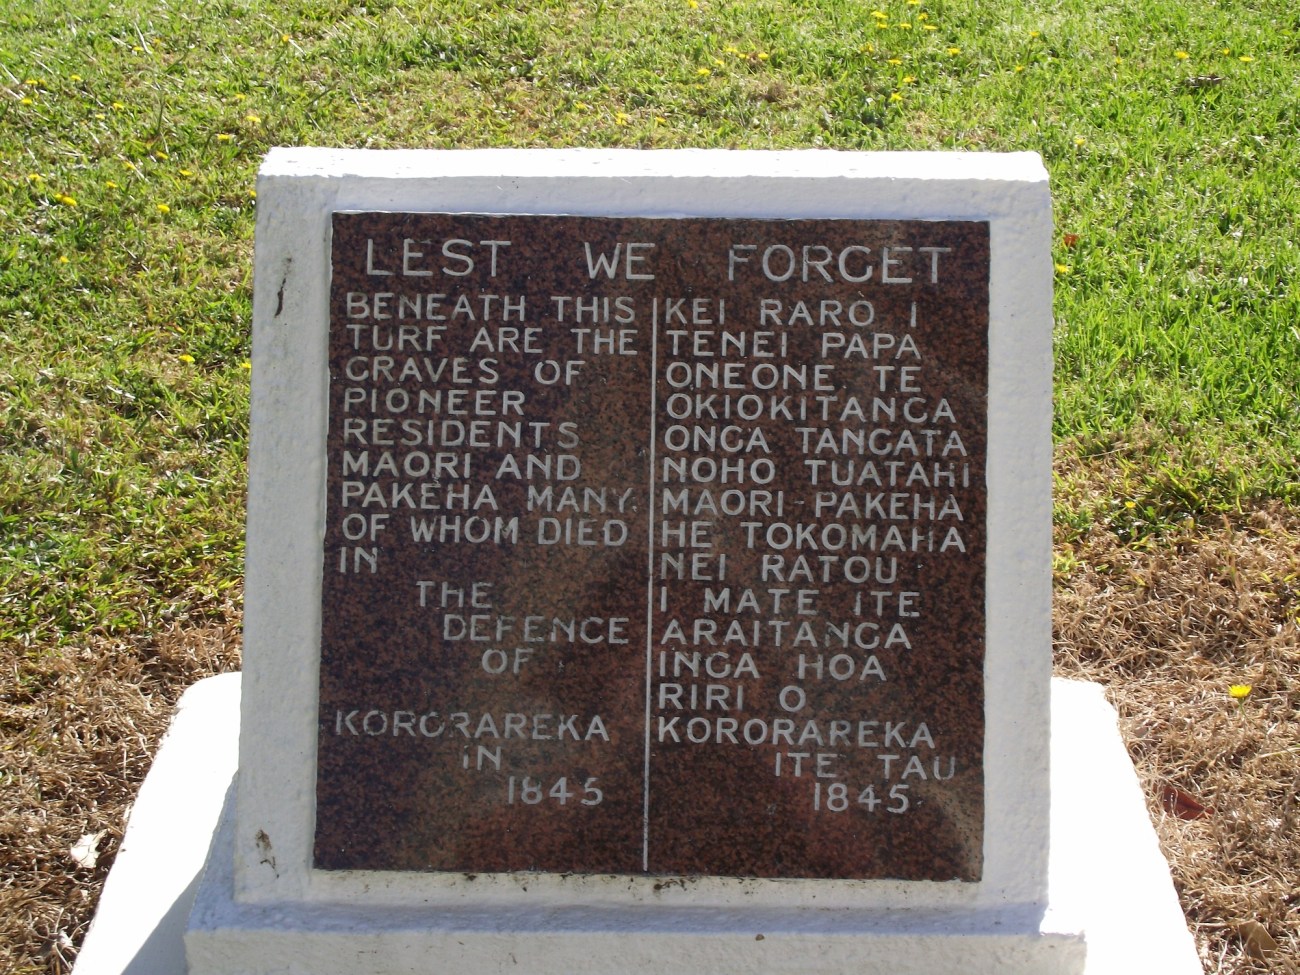 LEST WE FORGET
BENEATH THIS
TURF ARE THE
GRAVES OF
PIONEER
RESIDENTS
MAORI AND
PAKEHA MANY
OF WHOM DIED
IN
THE
DEFENCE
OF
KORORAREKA
IN
1845
KEI RARO I
TENEI PAPA
ONEONE TE
OKIOKITANGA
ONGA TANGATA
NOHO TUATAHI
MAORI-PAKEHA
HE TOKOMAHA
NEI RATOU
I MATE ITE
ARAITANGA
INGA HOA
RIRI O
KORORAREKA
ITE TAU
1845